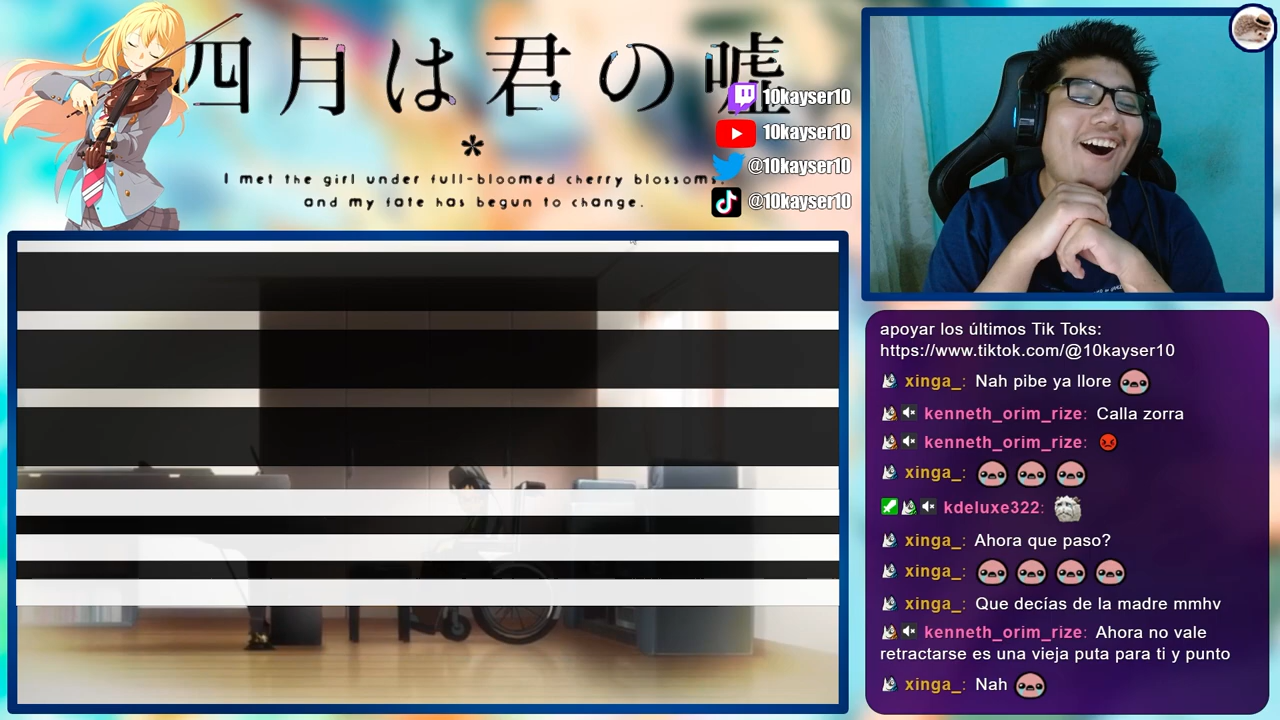 四月は君の嘘
I met the girl under full-bloomed cherry blossoms,
and my fate has begun to change.
10kayser10
10kayser10
@10kayser10
@10kayser10
apoyar los últimos Tik Toks:
https://www.tiktok.com/@10kayser10
xinga_: Nah pibe ya llore
kenneth_orim_rize: Calla zorra
kenneth_orim_rize:
xinga_:
kdeluxe322:
xinga_: Ahora que paso?
xinga_:
xinga_: Que decías de la madre mmhv
kenneth_orim_rize: Ahora no vale
retractarse es una vieja puta para ti y punto
xinga_: Nah